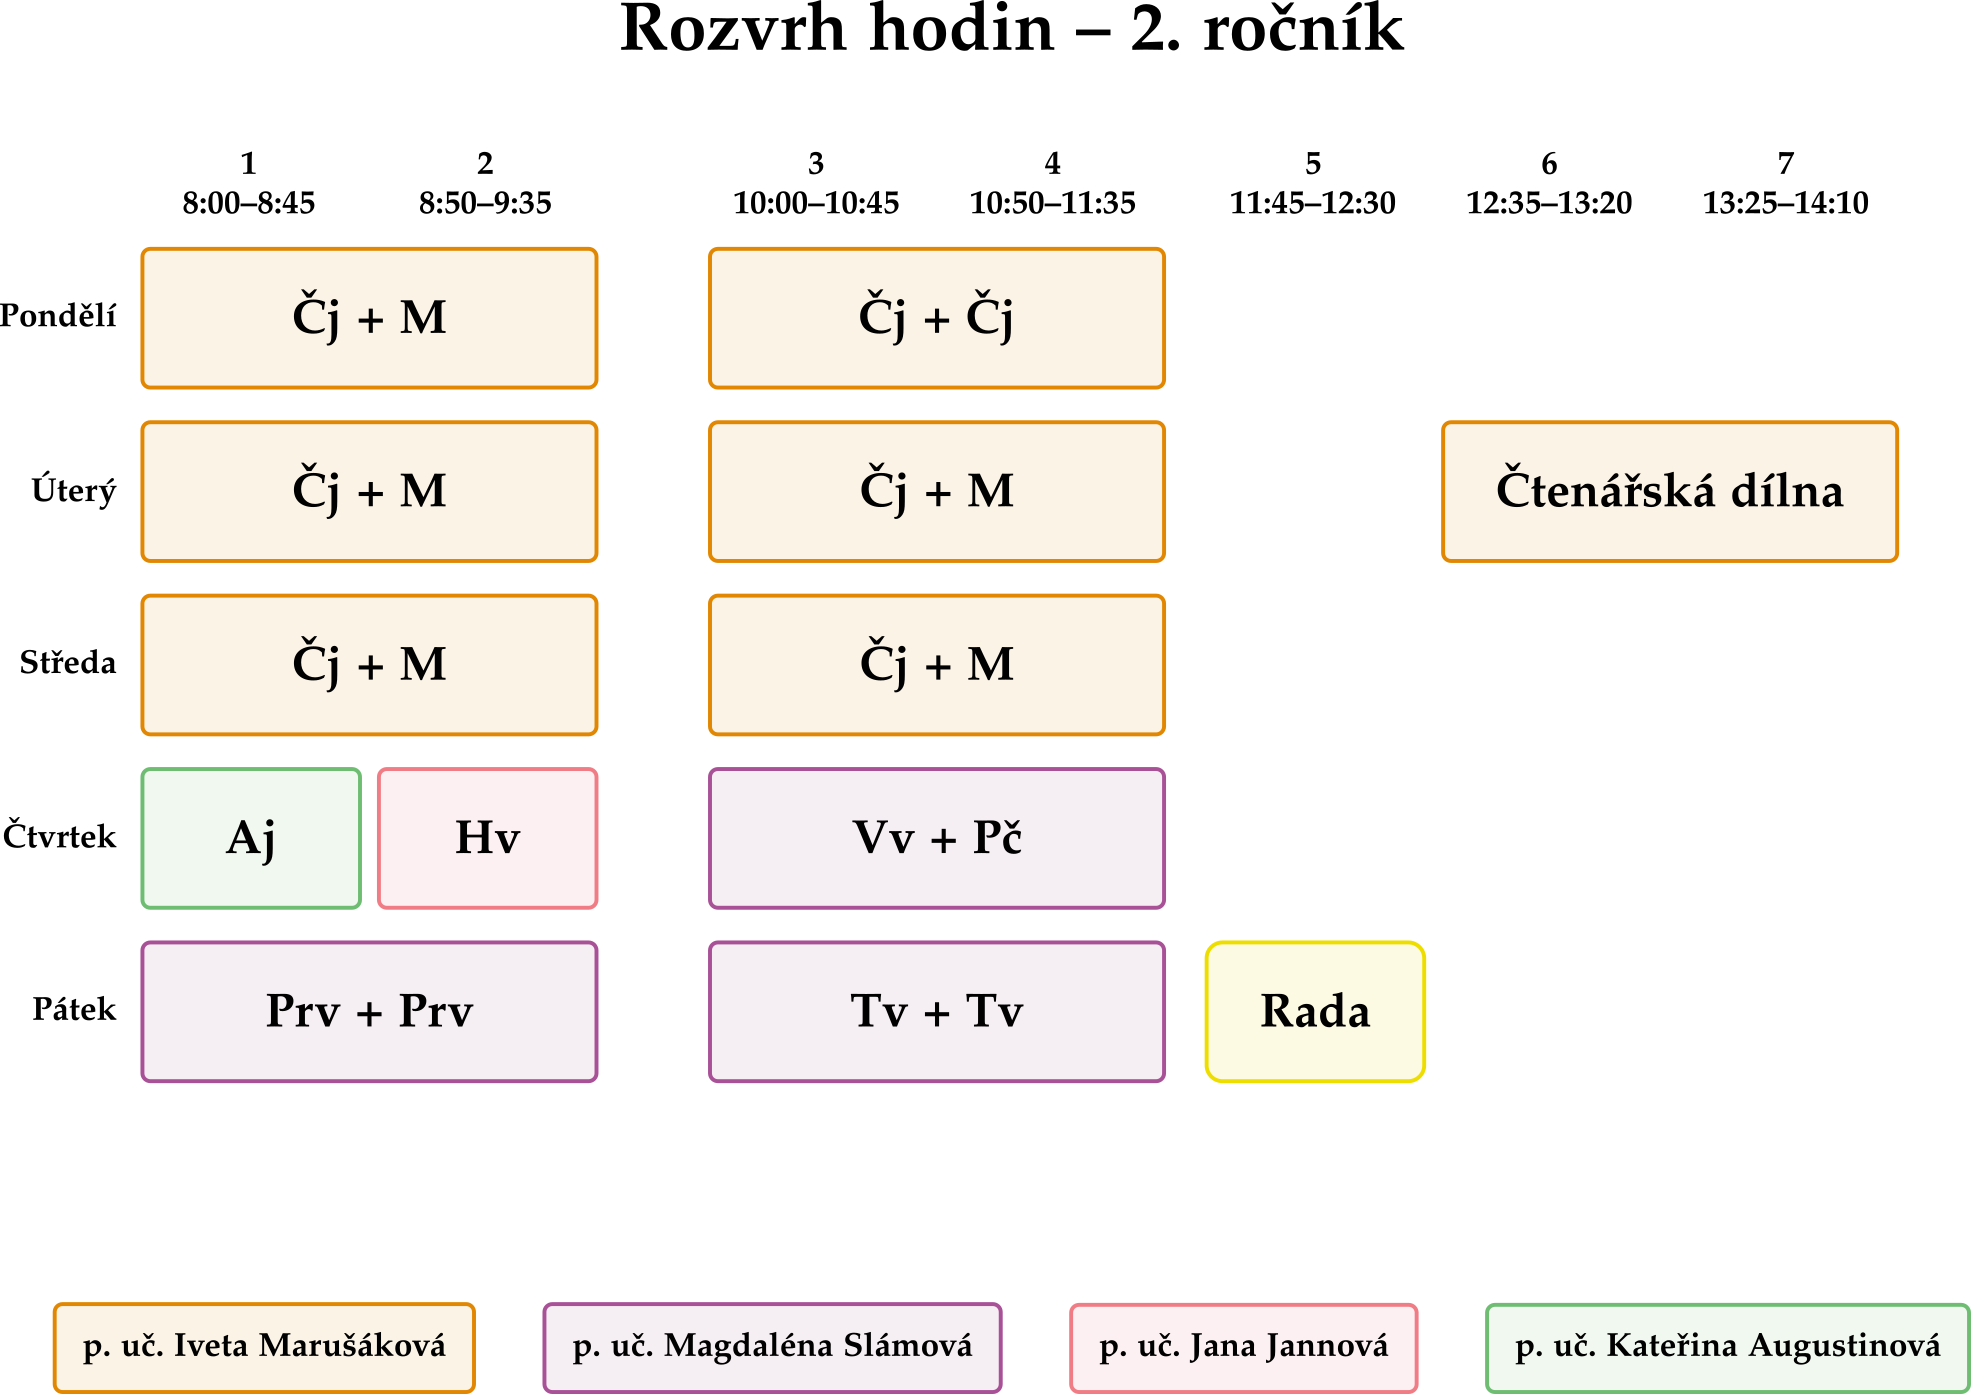 Rozvrh hodin – 2. ročník
1 2 3 4 5 6 7
8:00–8:45 8:50–9:35 10:00–10:45 10:50–11:35 11:45–12:30 12:35–13:20 13:25–14:10
Pondělí Čj + M Čj + Čj
Úterý Čj + M Čj + M Čtenářská dílna
Středa Čj + M Čj + M
Čtvrtek Aj Hv Vv + Pč
Pátek Prv + Prv Tv + Tv Rada
p. uč. Iveta Marušáková p. uč. Magdaléna Slámová p. uč. Jana Jannová p. uč. Kateřina Augustinová